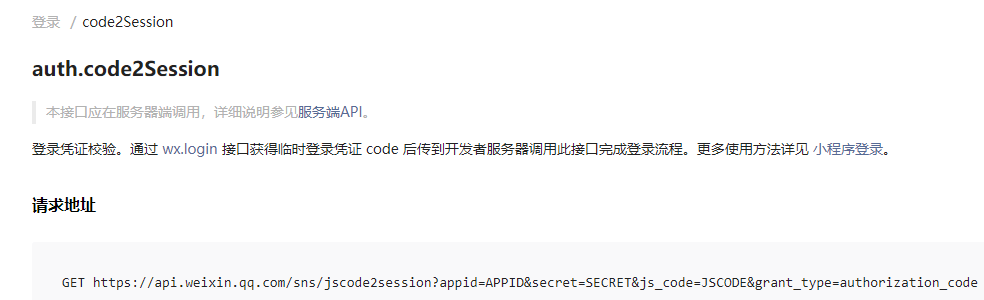 登录 / code2Session
auth.code2Session
本接口应在服务器端调用，详细说明参见服务端API。
登录凭证校验。通过 wx.login 接口获得临时登录凭证 code 后传到开发者服务器调用此接口完成登录流程。更多使用方法详见 小程序登录。
请求地址
GET https://api.weixin.qq.com/sns/jscode2session?appid=APPID&secret=SECRET&js_code=JSCODE&grant_type=authorization_code